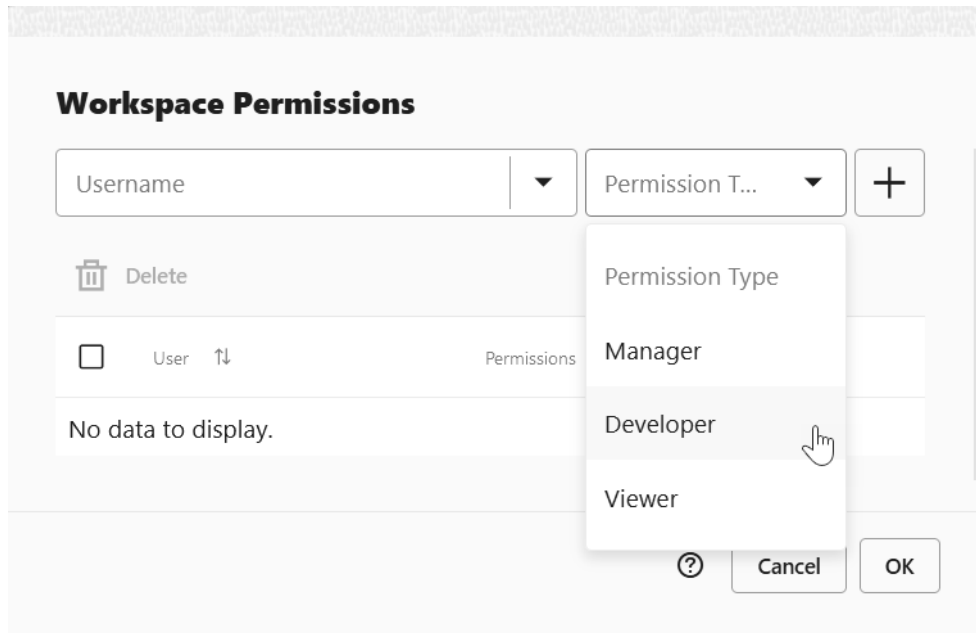 Workspace Permissions
Username
Permission T...
Delete
Permission Type
Manager
User
Permissions
Developer
No data to display.
Viewer
Cancel
OK